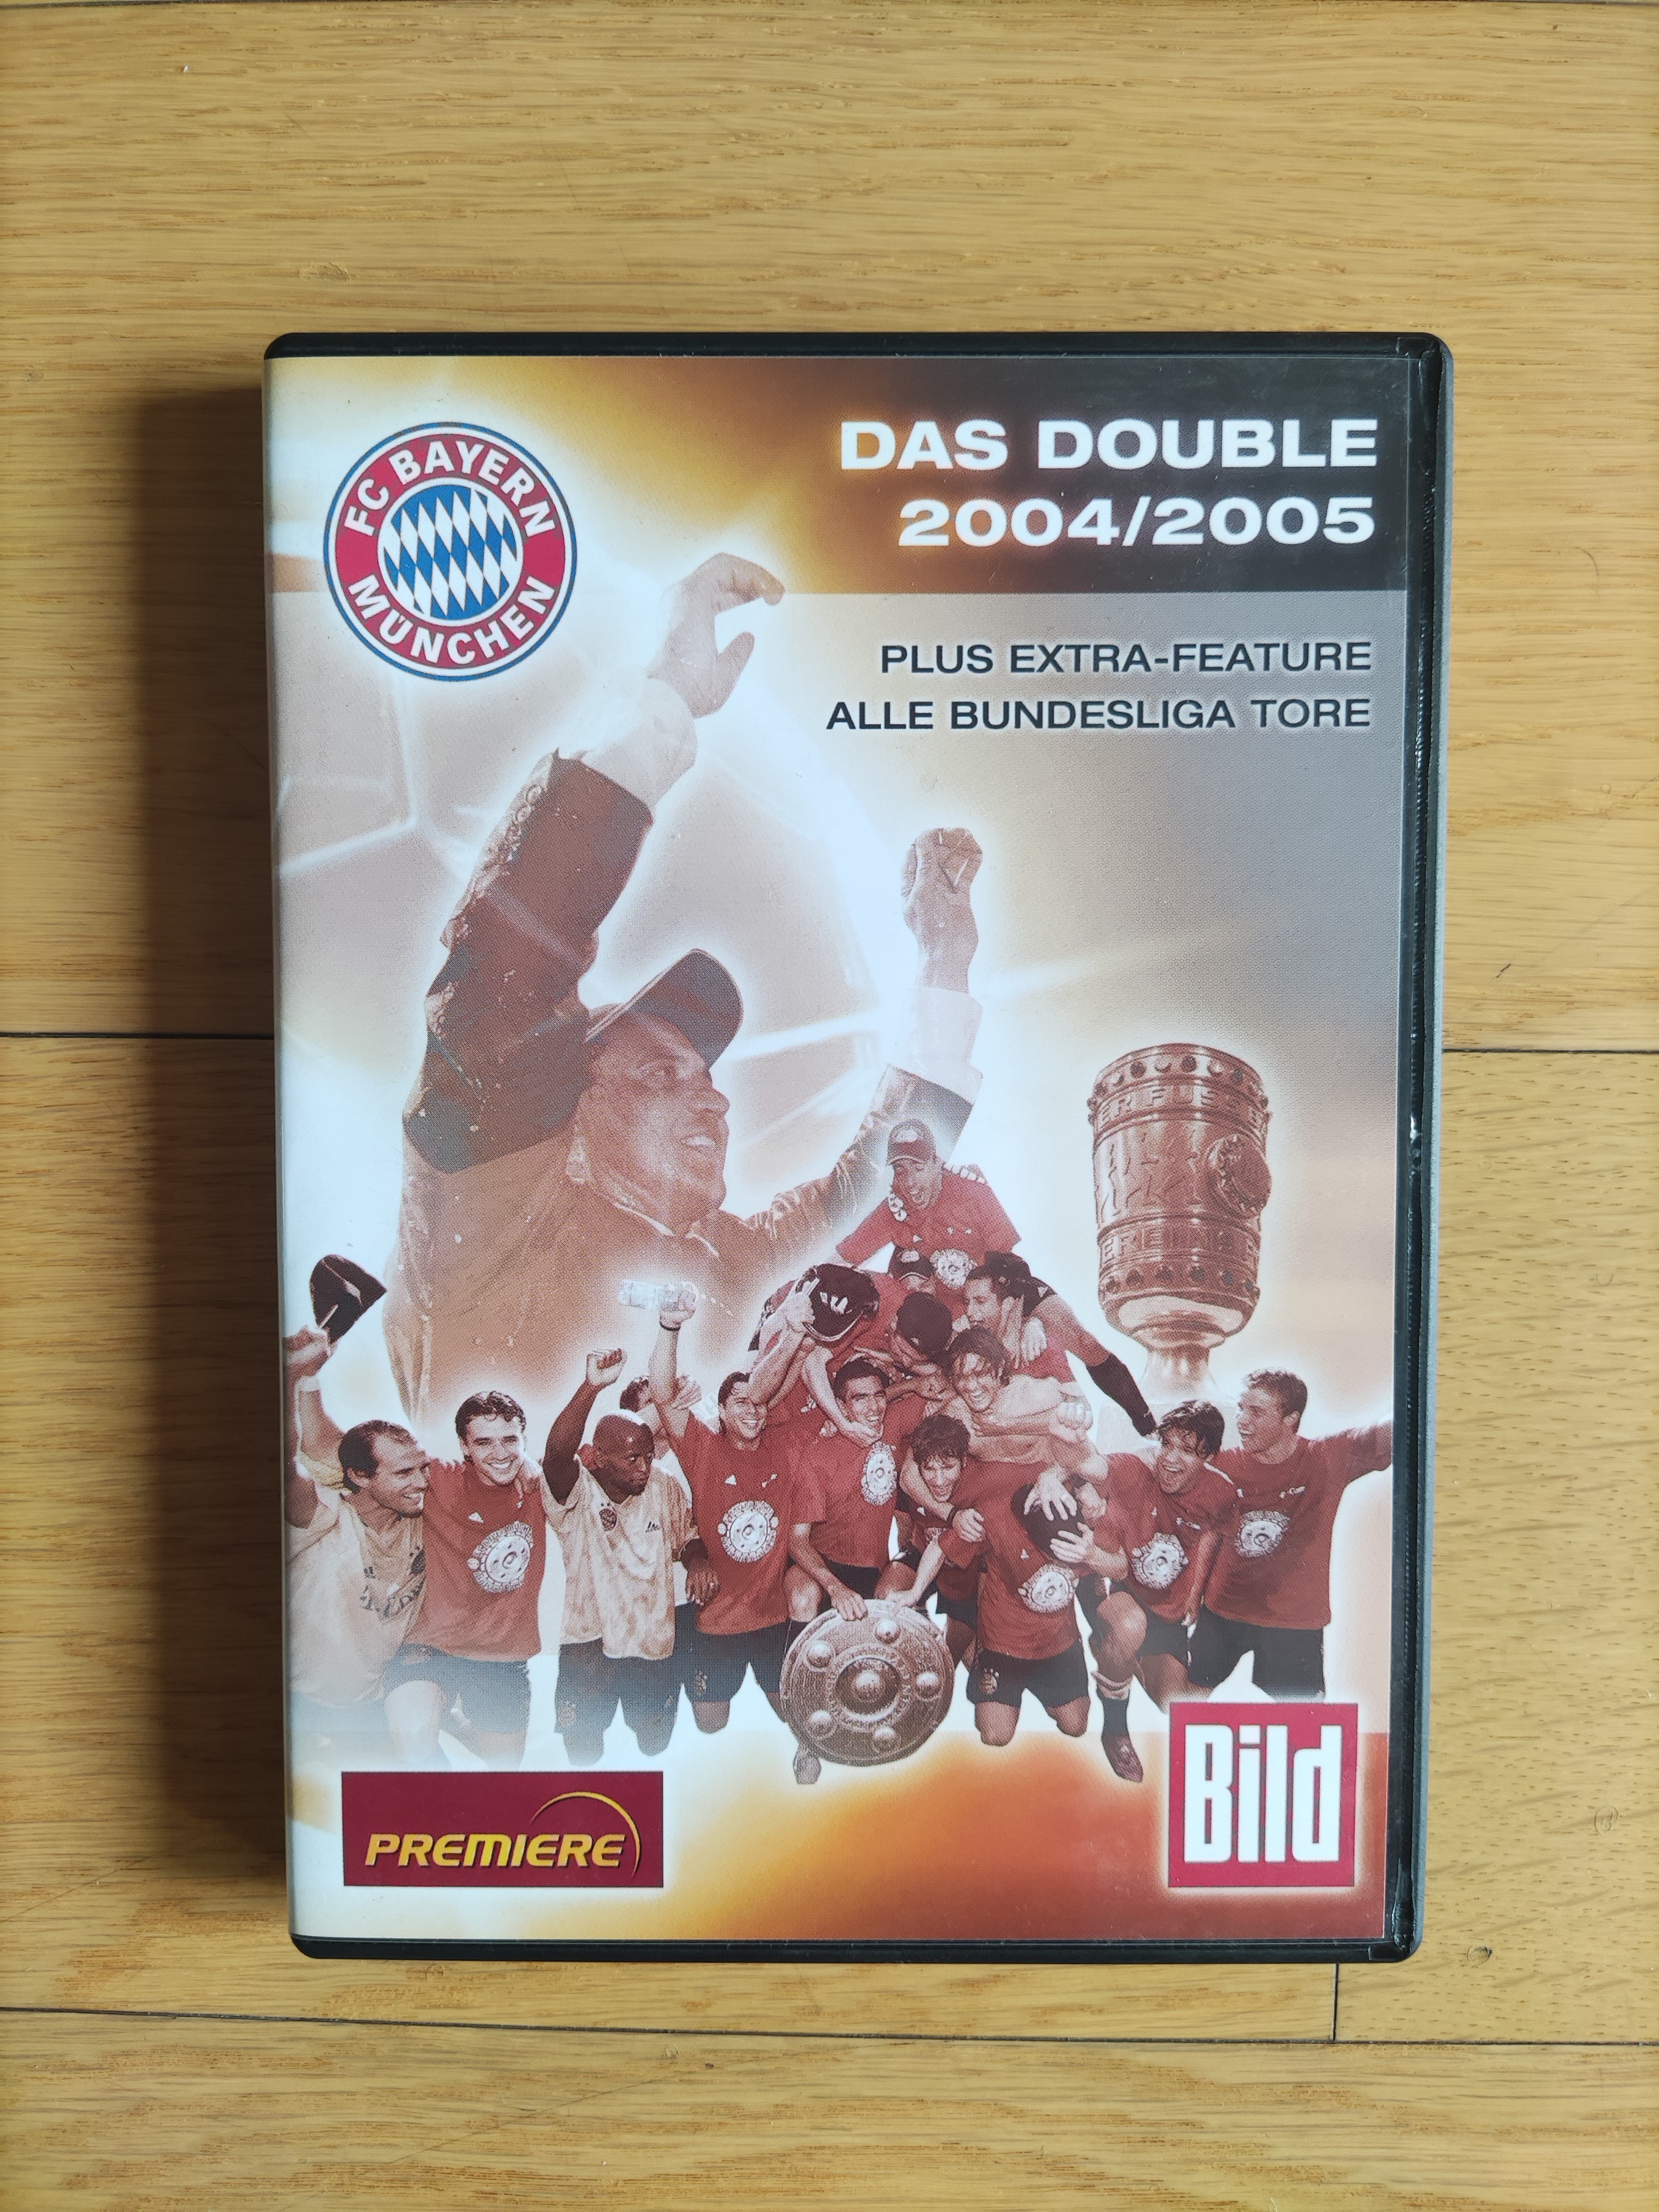 FC BAYERN
MÜNCHEN
DAS DOUBLE
2004/2005
PLUS EXTRA-FEATURE
ALLE BUNDESLIGA TORE
PREMIERE
Bild